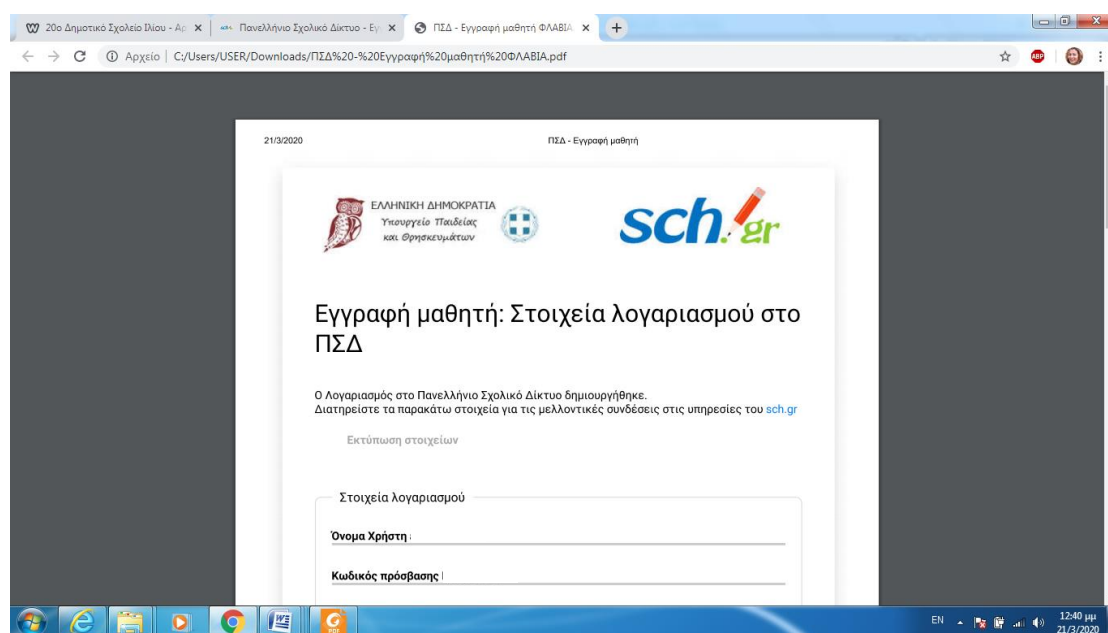 20ο Δημοτικό Σχολείο Ιλίου - Αρ
Πανελλήνιο Σχολικό Δίκτυο - Εγ
ΠΣΔ - Εγγραφή μαθητή ΦΛΑΒΙΑ
Αρχείο | C:/Users/USER/Downloads/ΠΣΔ%20-%20Εγγραφή%20μαθητή%20ΦΛΑΒΙΑ.pdf
ABP
21/3/2020
ΠΣΔ - Εγγραφή μαθητή
ΕΛΛΗΝΙΚΗ ΔΗΜΟΚΡΑΤΙΑ
Υπουργείο Παιδείας
και Θρησκευμάτων
sch.gr
Εγγραφή μαθητή: Στοιχεία λογαριασμού στο
ΠΣΔ
Ο Λογαριασμός στο Πανελλήνιο Σχολικό Δίκτυο δημιουργήθηκε.
Διατηρείστε τα παρακάτω στοιχεία για τις μελλοντικές συνδέσεις στις υπηρεσίες του sch.gr
Εκτύπωση στοιχείων
Στοιχεία λογαριασμού
Όνομα Χρήστη
Κωδικός πρόσβασης
EN
12:40 μμ
21/3/2020